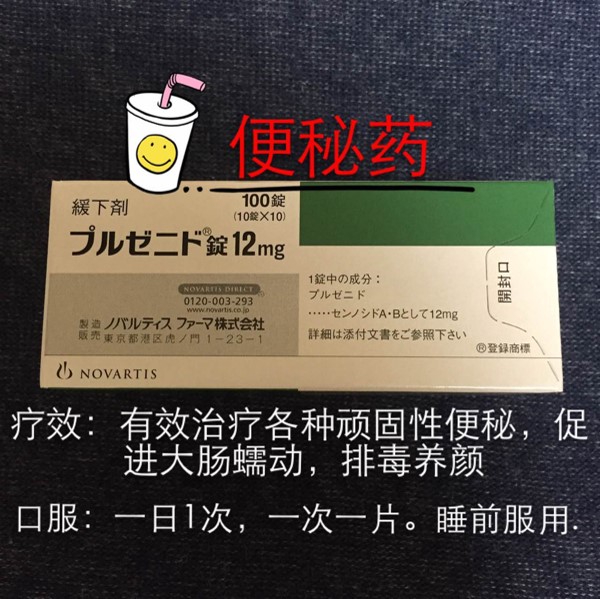 便秘药
緩下剤
100錠
(10錠×10)
プルゼニド®錠12mg
NOVARTIS DIRECT
0120-003-293
www.novartis.co.jp
製造
販売
ノバルティス ファーマ株式会社
東京都港区虎ノ門 1-23-1
NOVARTIS
1錠中の成分：
プルゼニド
‥‥‥センノシドA・Bとして12mg
詳細は添付文書をご参照下さい
®登録商標
開封口
疗效：有效治疗各种顽固性便秘，促
进大肠蠕动，排毒养颜
口服：一日1次，一次一片。睡前服用.